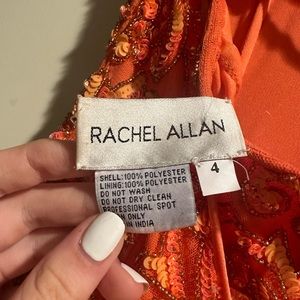 RACHEL ALLAN
4
SHELL: 100% POLYESTER
LINING: 100% POLYESTER
DO NOT WASH
DO NOT DRY CLEAN
PROFESSIONAL SPOT
ONLY
IN INDIA